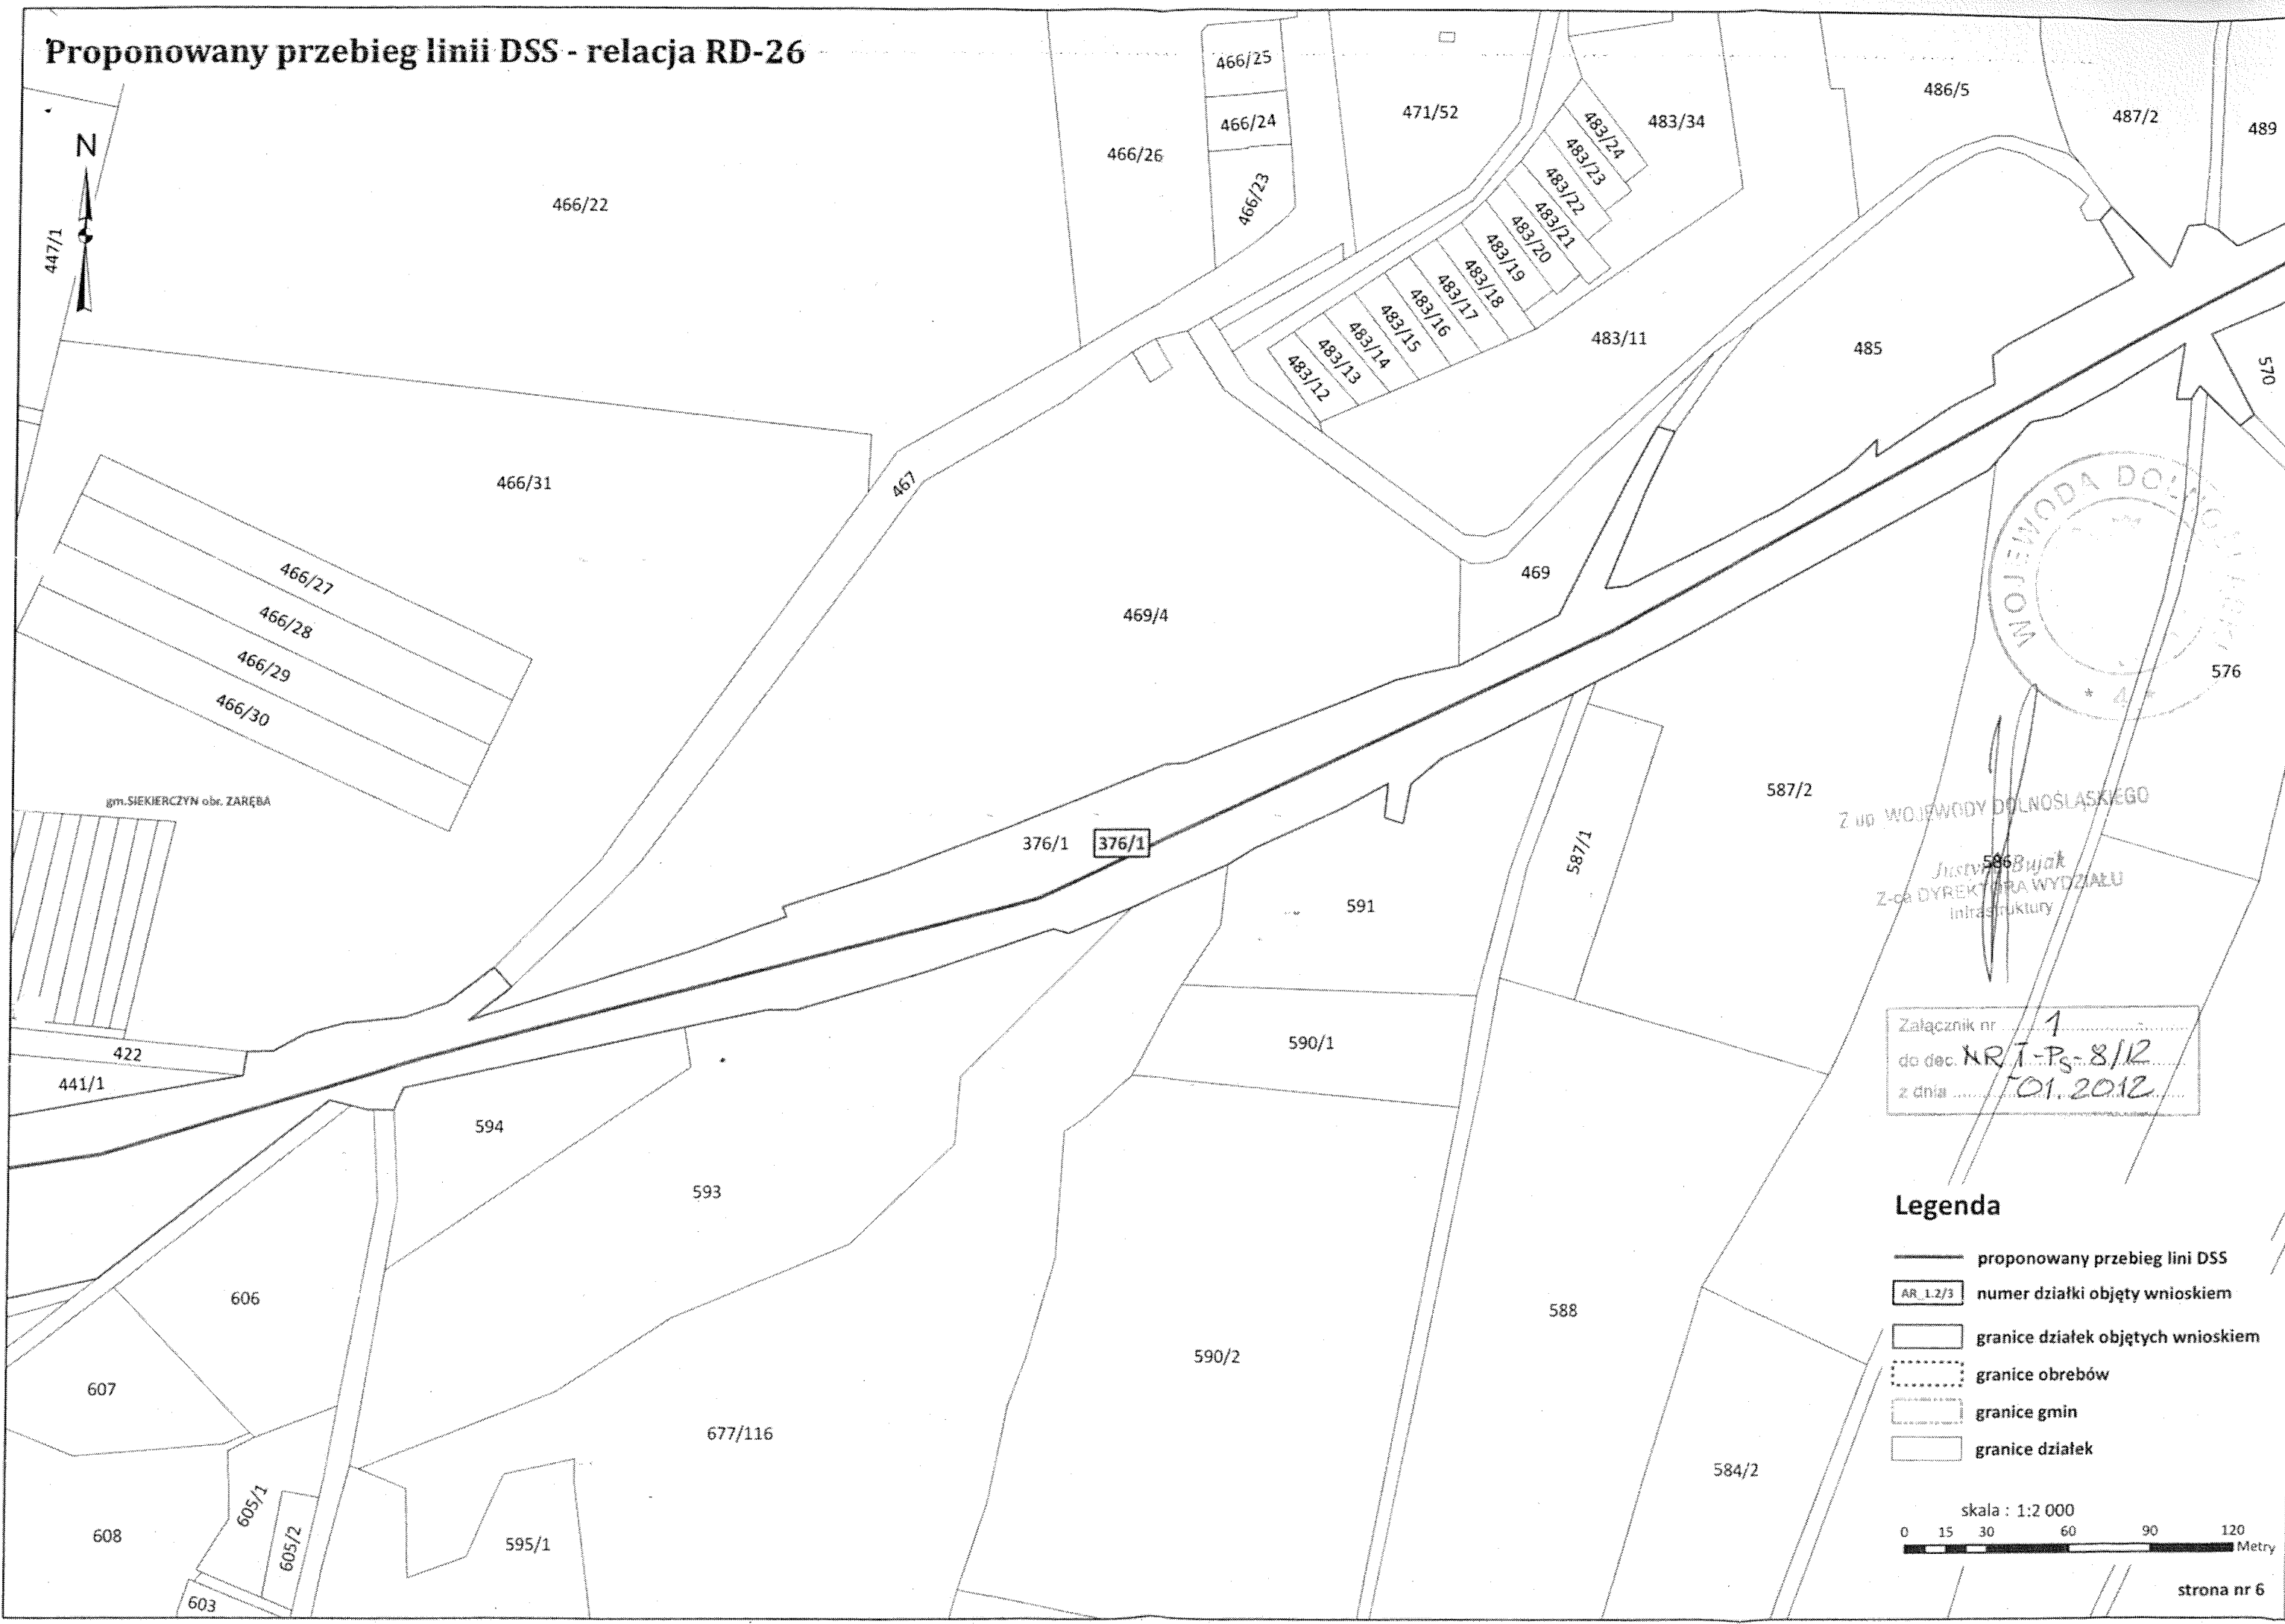 Proponowany przebieg linii DSS - relacja RD-26
N
447/1
466/22
466/26
466/25
466/24
466/23
471/52
483/24
483/23
483/22
483/21
483/20
483/19
483/18
483/17
483/16
483/15
483/14
483/13
483/12
483/34
483/11
486/5
487/2
489
485
570
466/31
467
466/27
466/28
466/29
466/30
469/4
469
gm.SIEKIERCZYN obr. ZARĘBA
376/1
376/1
587/1
587/2
576
WOJEWODA
* 4 *
Z up. WOJEWODY DOLNOŚLĄSKIEGO
586
Justyna Bujak
Z-ca DYREKTORA WYDZIAŁU
Infrastruktury
591
590/1
422
441/1
594
593
606
607
608
605/1
605/2
603
595/1
677/116
590/2
588
584/2
Załącznik nr 1
do dec. NR I-Ps-8/12
z dnia 01.2012
Legenda
proponowany przebieg lini DSS
AR_1.2/3 numer działki objęty wnioskiem
granice działek objętych wnioskiem
granice obrebów
granice gmin
granice działek
skala : 1:2 000
0 15 30 60 90 120
Metry
strona nr 6